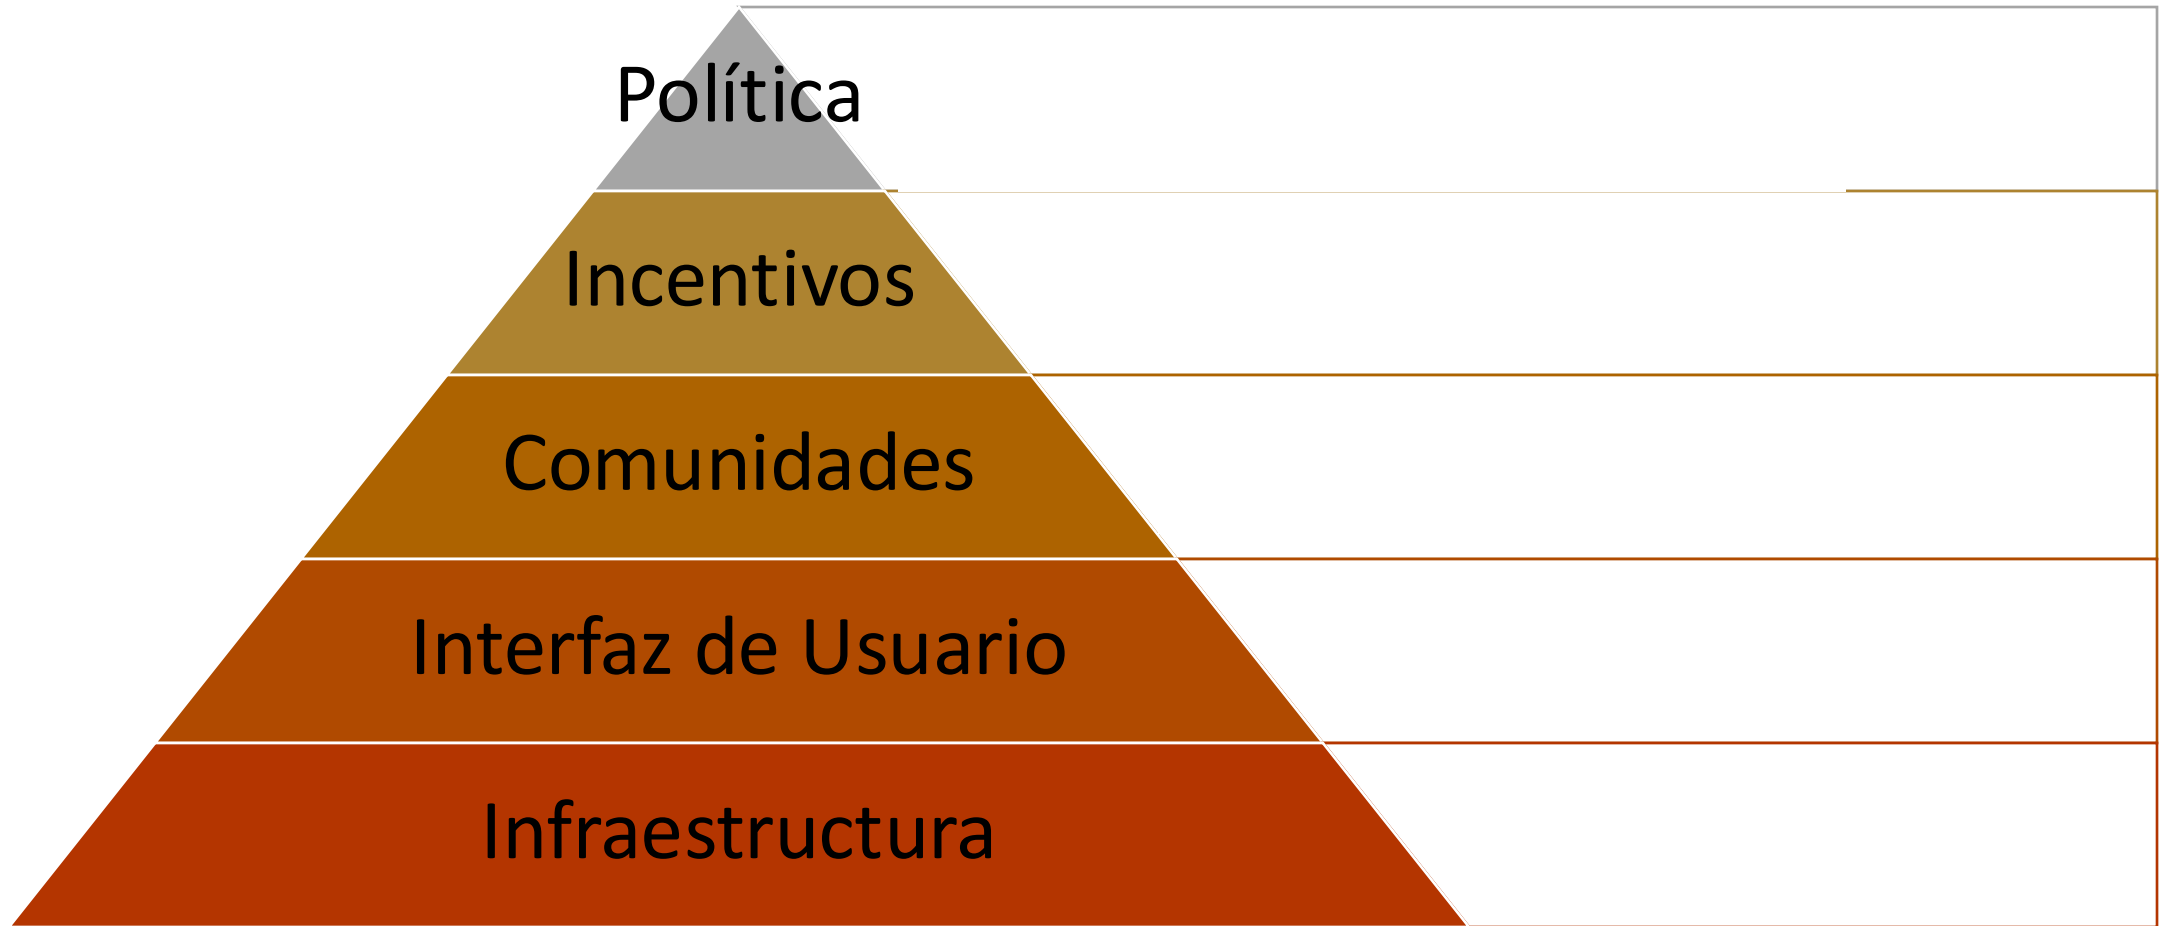 Política
Incentivos
Comunidades
Interfaz de Usuario
Infraestructura